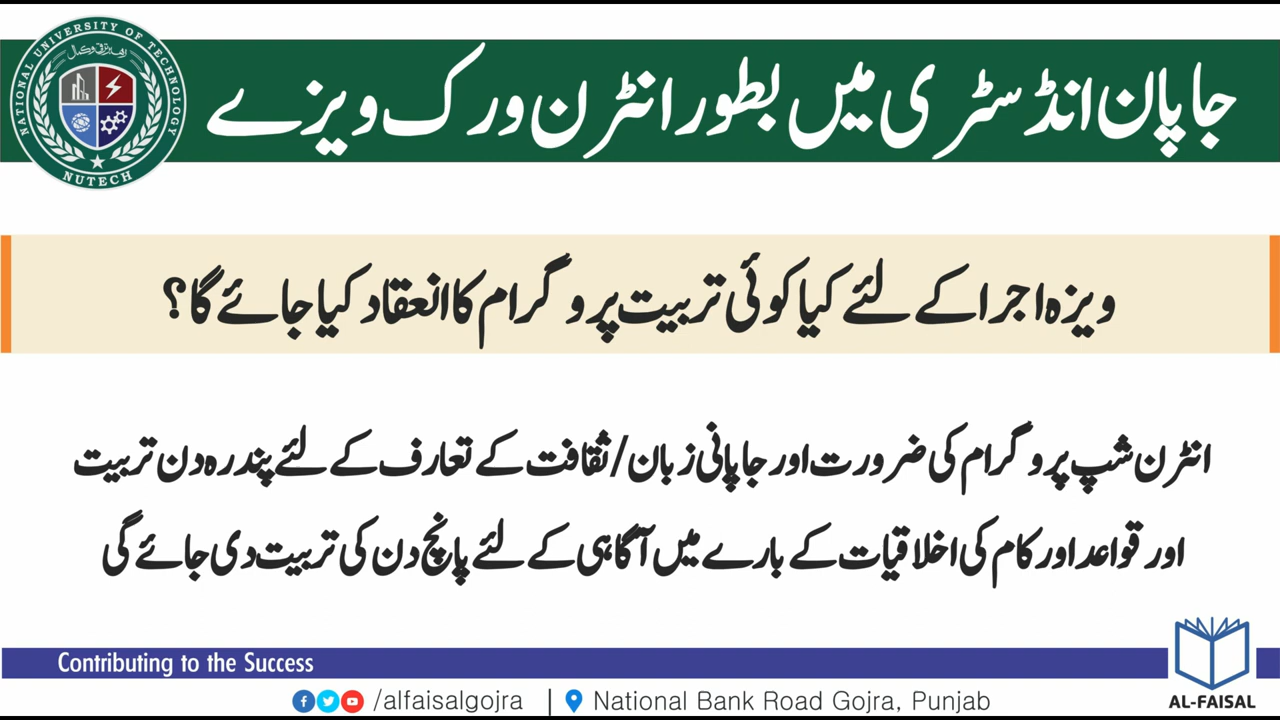 NATIONAL UNIVERSITY OF TECHNOLOGY
NUTECH
جاپان انڈسٹری میں بطور انٹرن ورک ویزے
ویزہ اجرا کے لئے کیا کوئی تربیت پروگرام کا انعقاد کیا جائے گا؟
انٹرن شپ پروگرام کی ضرورت اور جاپانی زبان/ثقافت کے تعارف کے لئے پندرہ دن تربیت
اور قواعد اور کام کی اخلاقیات کے بارے میں آگاہی کے لئے پانچ دن کی تربیت دی جائے گی
Contributing to the Success
/alfaisalgojra | National Bank Road Gojra, Punjab
AL-FAISAL